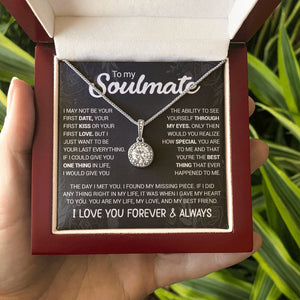 To my
Soulmate
I MAY NOT BE YOUR
FIRST DATE, YOUR
FIRST KISS OR YOUR
FIRST LOVE. BUT I
JUST WANT TO BE
YOUR LAST EVERYTHING.
IF I COULD GIVE YOU
ONE THING IN LIFE,
I WOULD GIVE YOU
THE ABILITY TO SEE
YOURSELF THROUGH
MY EYES. ONLY THEN
WOULD YOU REALIZE
HOW SPECIAL YOU ARE
TO ME AND THAT
YOU'RE THE BEST
THING THAT EVER
HAPPENED TO ME.
THE DAY I MET YOU, I FOUND MY MISSING PIECE. IF I DID
ANY THING RIGHT IN MY LIFE, IT WAS WHEN I GAVE MY HEART
TO YOU. YOU ARE MY LIFE, MY LOVE, AND MY BEST FRIEND.
I LOVE YOU FOREVER & ALWAYS